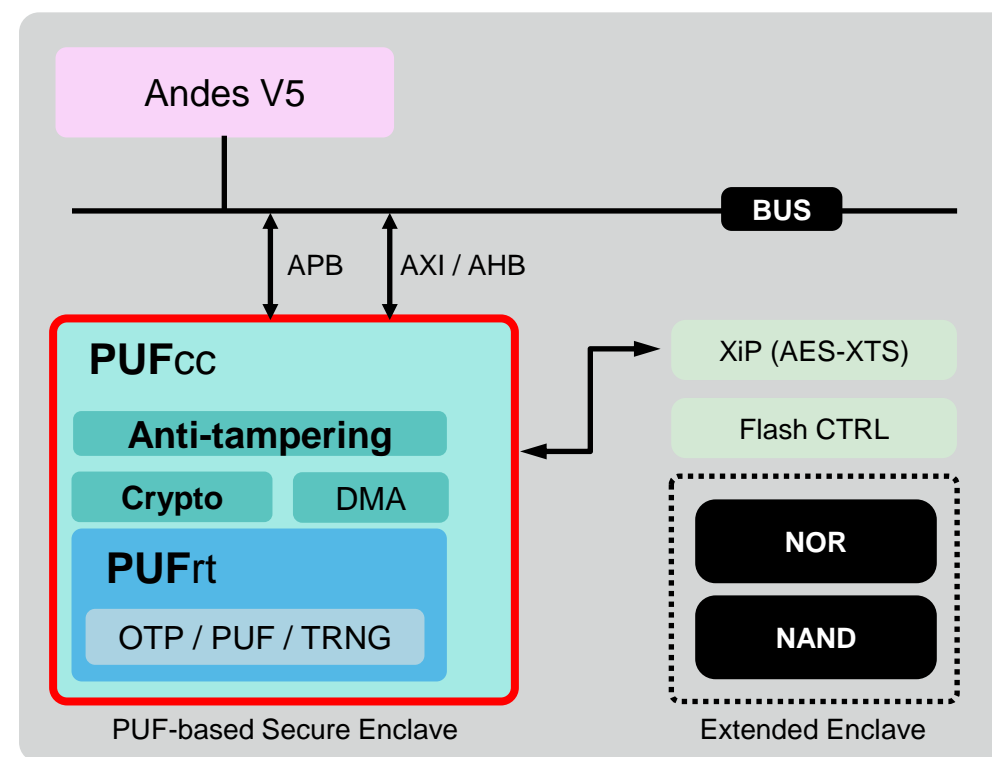 Andes V5
BUS
APB
AXI / AHB
PUFcc
XiP (AES-XTS)
Anti-tampering
Flash CTRL
Crypto
DMA
PUFrt
OTP / PUF / TRNG
NOR
NAND
PUF-based Secure Enclave
Extended Enclave